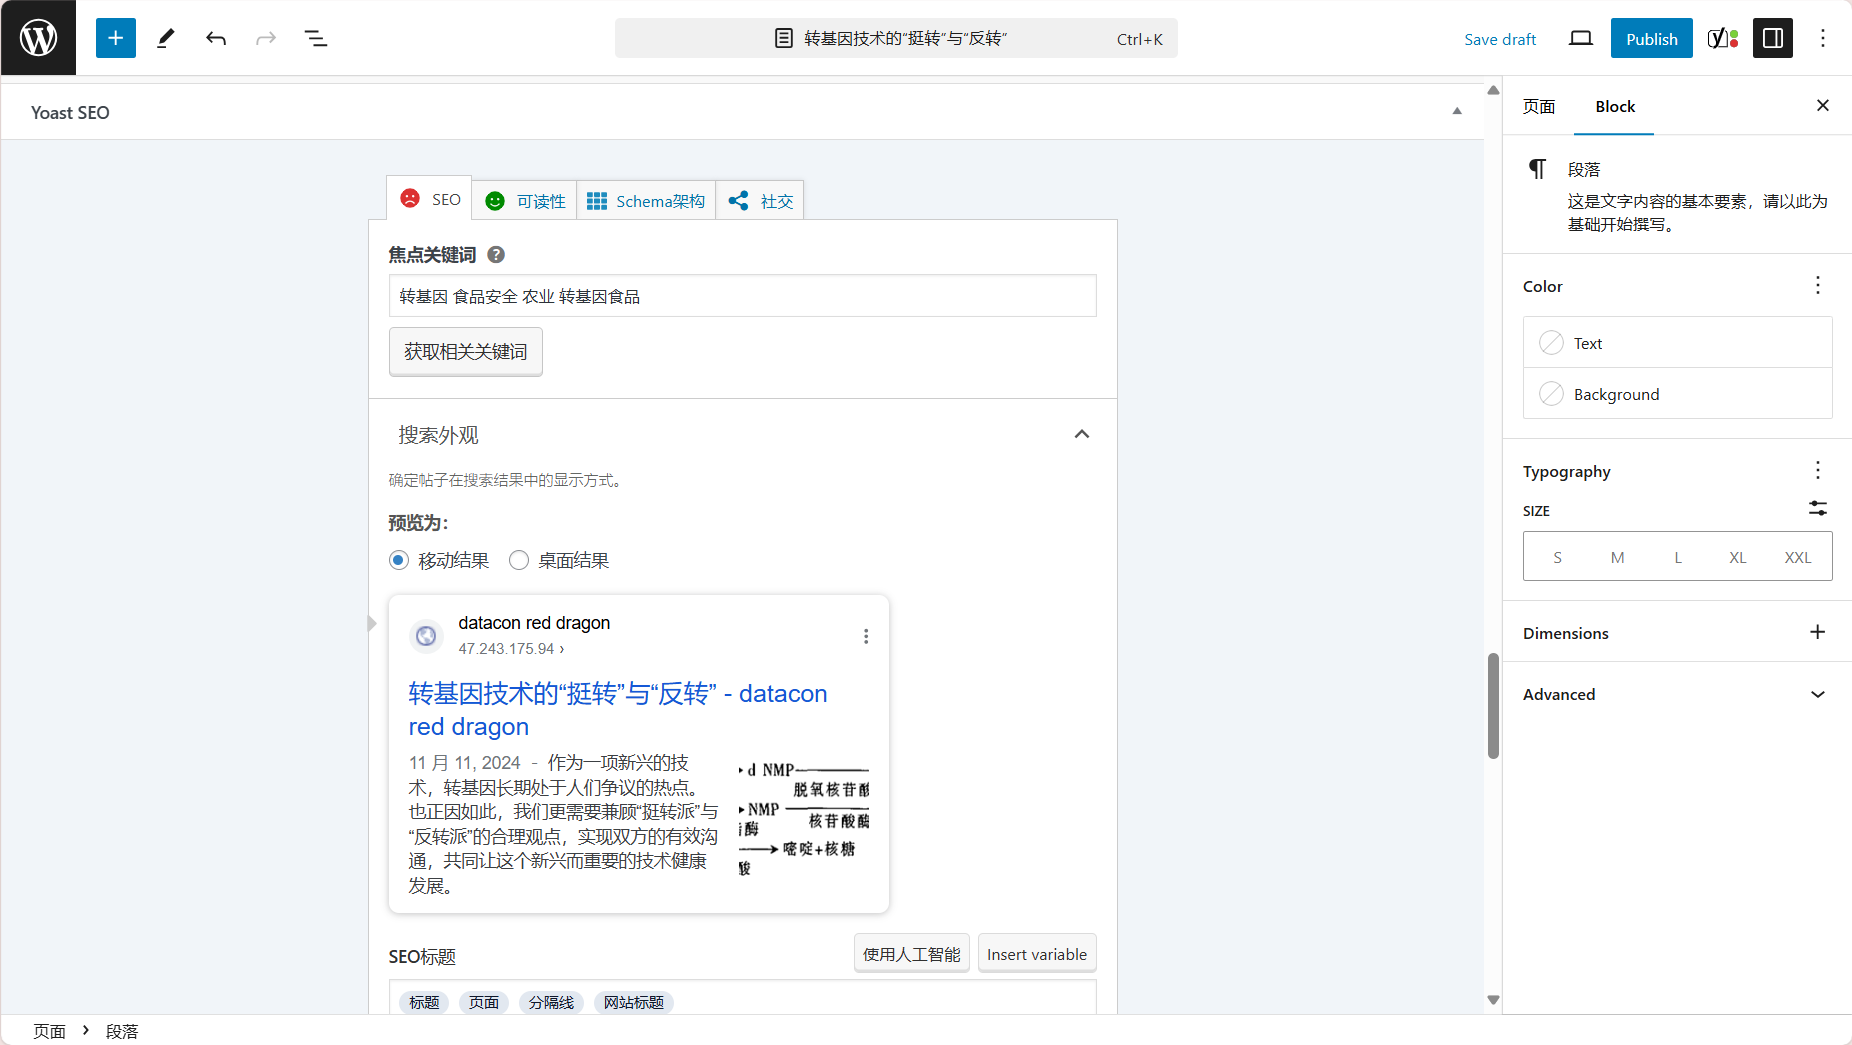 转基因技术的“挺转”与“反转”
Ctrl+K
Save draft
Publish
Yoast SEO
SEO
可读性
Schema架构
社交
焦点关键词
转基因 食品安全 农业 转基因食品
获取相关关键词
搜索外观
确定帖子在搜索结果中的显示方式。
预览为：
移动结果
桌面结果
datacon red dragon
47.243.175.94 ›
转基因技术的“挺转”与“反转” - datacon
red dragon
11 月 11, 2024 - 作为一项新兴的技
术，转基因长期处于人们争议的热点。
也正因如此，我们更需要兼顾“挺转派”与
“反转派”的合理观点，实现双方的有效沟
通，共同让这个新兴而重要的技术健康
发展。
d NMP
脱氧核苷酸
NMP
核苷酸酶
酶
嘧啶+核糖
酸
SEO标题
使用人工智能
Insert variable
标题
页面
分隔线
网站标题
页面 › 段落
页面
Block
段落
这是文字内容的基本要素，请以此为
基础开始撰写。
Color
Text
Background
Typography
SIZE
S M L XL XXL
Dimensions
Advanced